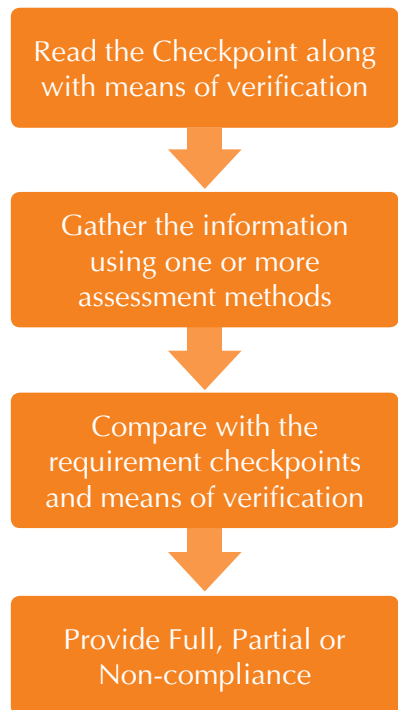 Read the Checkpoint along
with means of verification
Gather the information
using one or more
assessment methods
Compare with the
requirement checkpoints
and means of verification
Provide Full, Partial or
Non-compliance